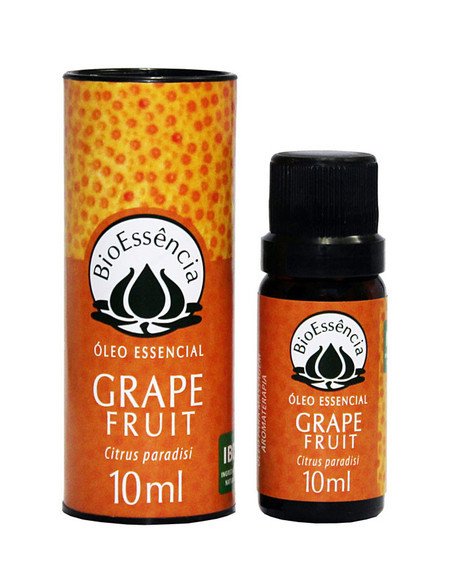 BioEssência
ÓLEO ESSENCIAL
GRAPE
FRUIT
Citrus paradisi
10ml
BioEssência
ÓLEO ESSENCIAL
GRAPE
FRUIT
Citrus paradisi
10ml
AROMATERAPIA